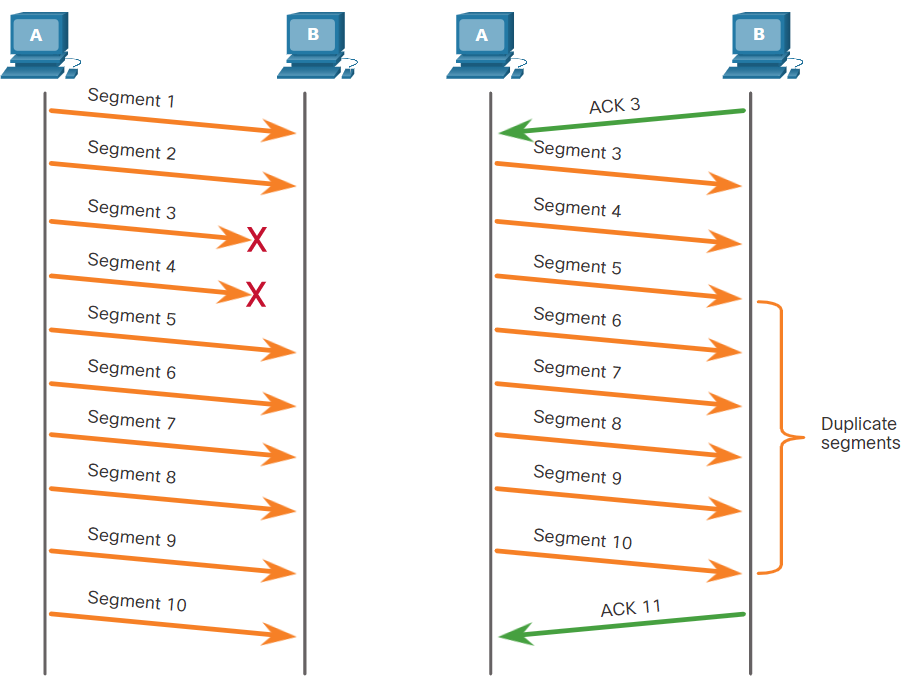 A
B
Segment 1
Segment 2
Segment 3
X
Segment 4
X
Segment 5
Segment 6
Segment 7
Segment 8
Segment 9
Segment 10
A
B
ACK 3
Segment 3
Segment 4
Segment 5
Segment 6
Segment 7
Segment 8
Segment 9
Segment 10
Duplicate
segments
ACK 11